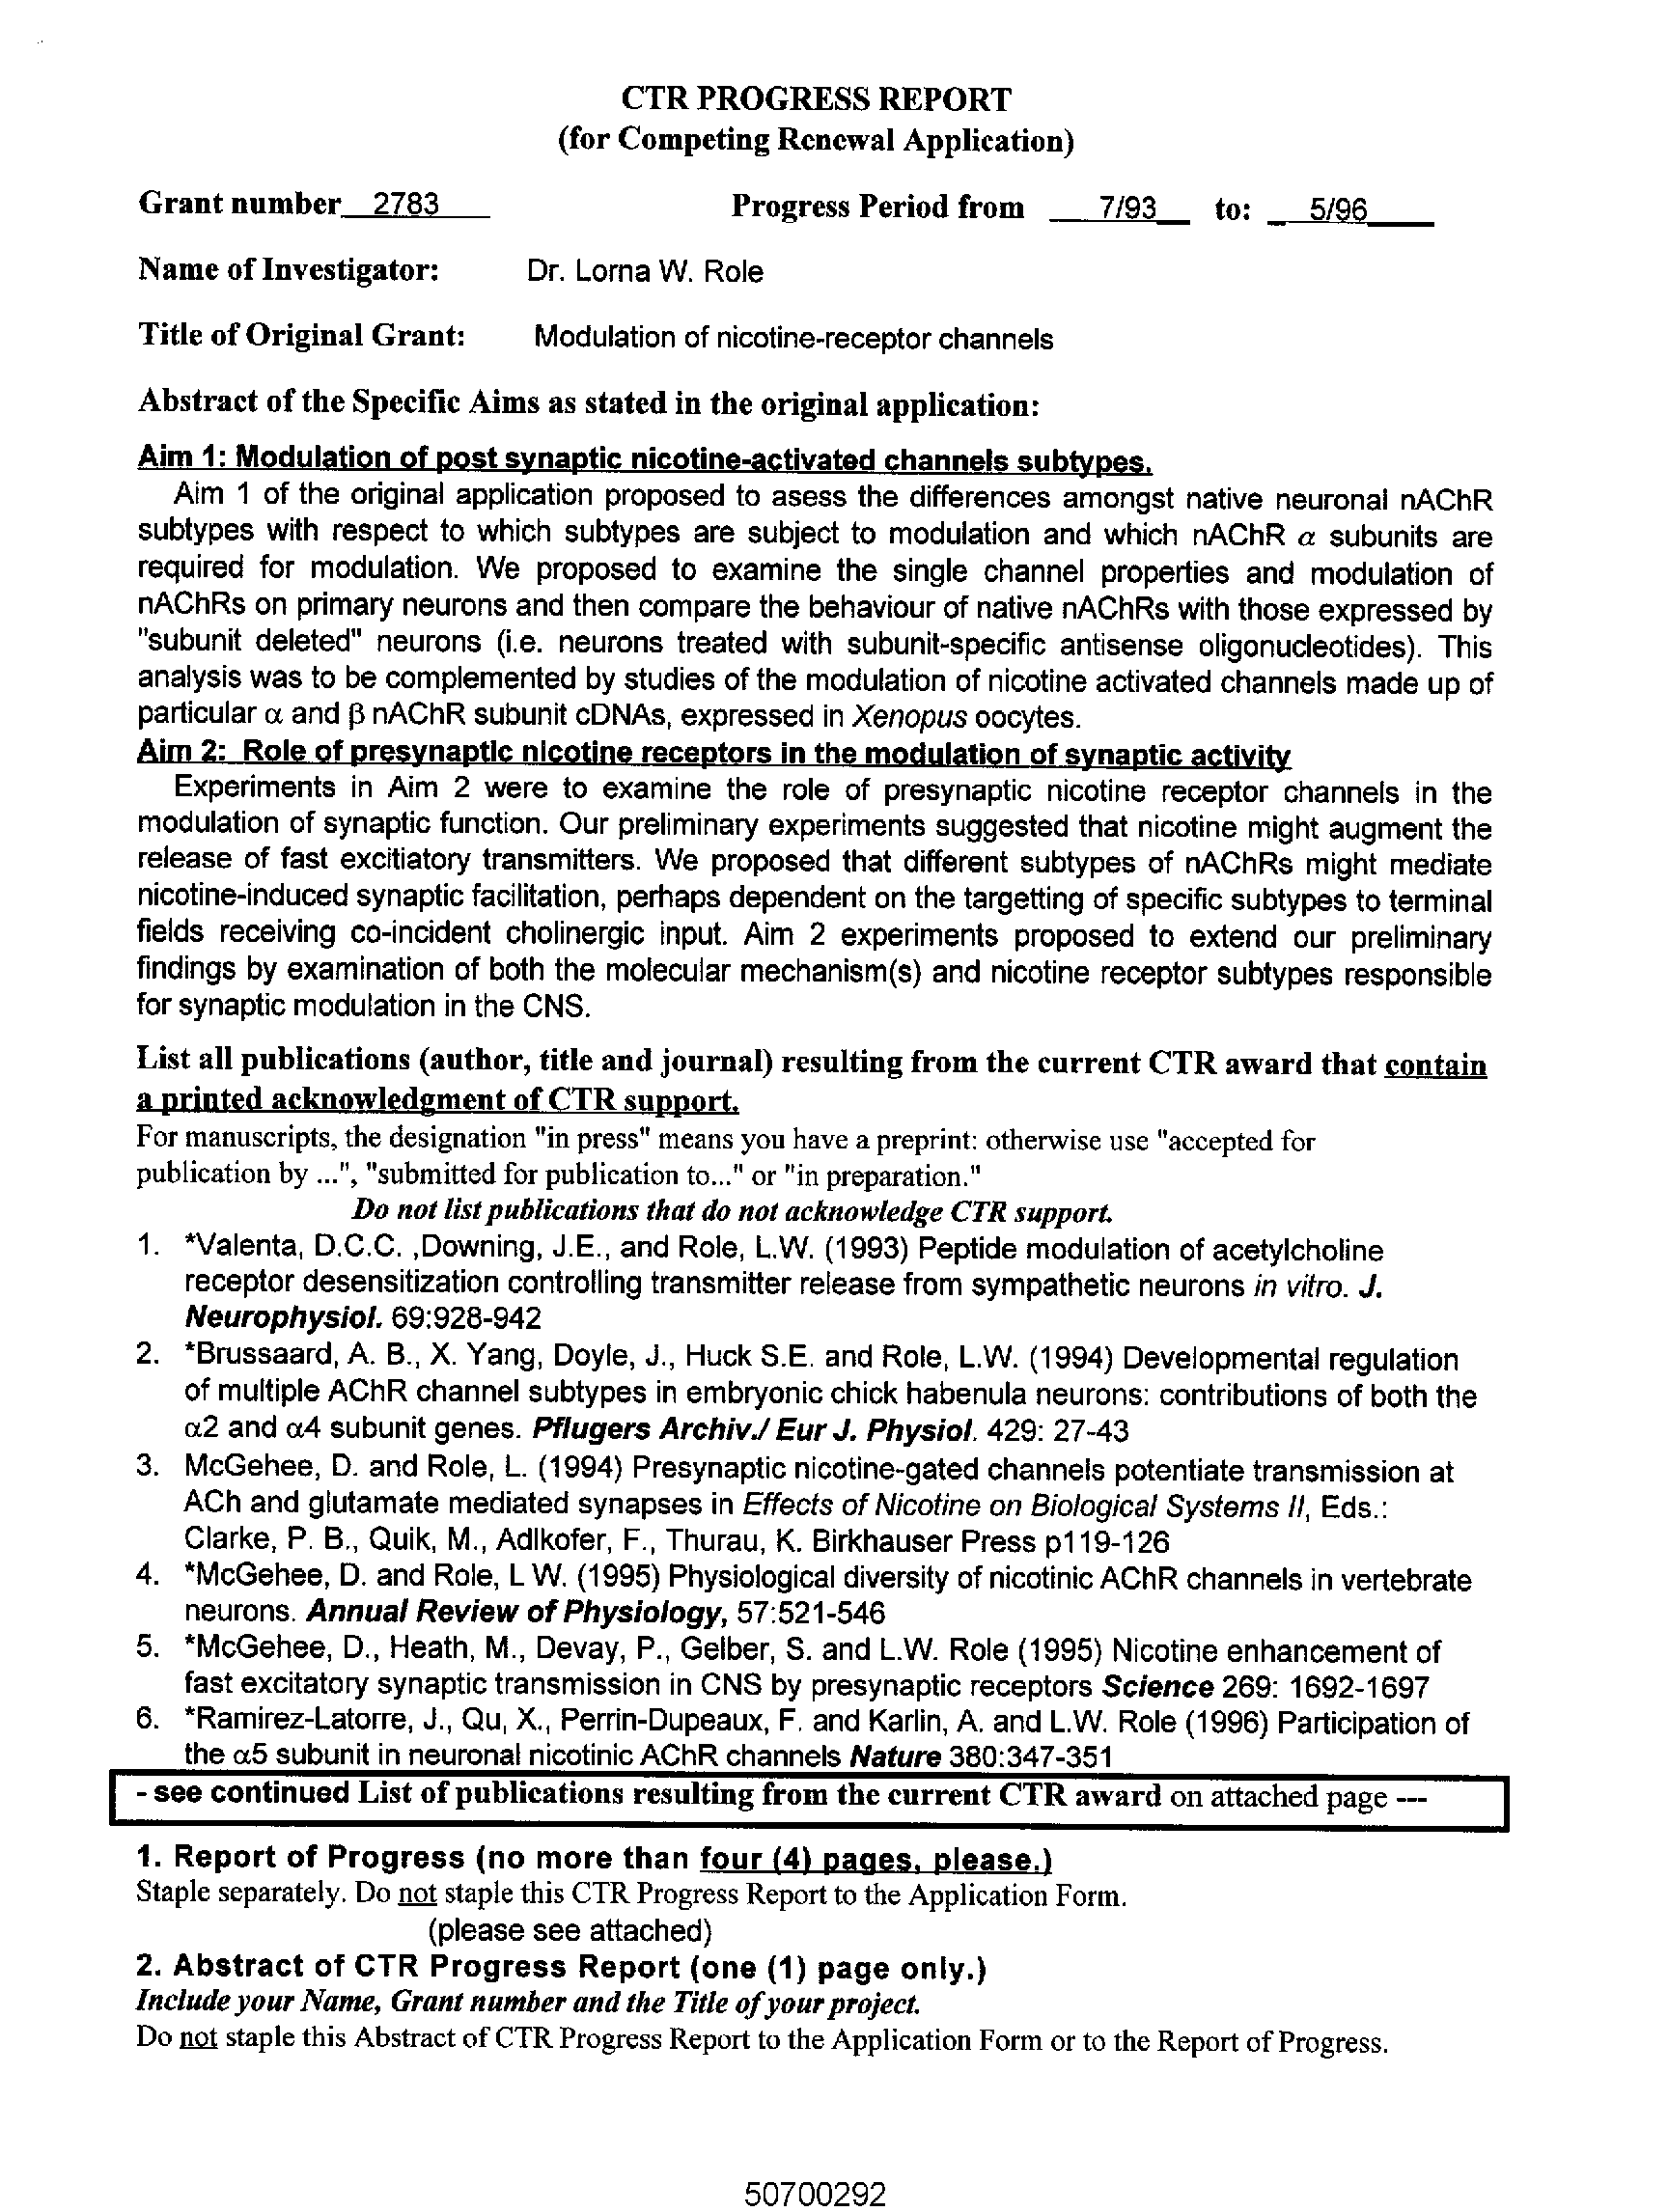 CTR PROGRESS REPORT
(for Competing Renewal Application)
Grant number 2783 Progress Period from 7/93 to: 5/96
Name of Investigator: Dr. Lorna W. Role
Title of Original Grant: Modulation of nicotine-receptor channels
Abstract of the Specific Aims as stated in the original application:
Aim 1: Modulation of post synaptic nicotine-activated channels subtypes.
Aim 1 of the original application proposed to asess the differences amongst native neuronal nAChR
subtypes with respect to which subtypes are subject to modulation and which nAChR α subunits are
required for modulation. We proposed to examine the single channel properties and modulation of
nAChRs on primary neurons and then compare the behaviour of native nAChRs with those expressed by
"subunit deleted" neurons (i.e. neurons treated with subunit-specific antisense oligonucleotides). This
analysis was to be complemented by studies of the modulation of nicotine activated channels made up of
particular α and β nAChR subunit cDNAs, expressed in Xenopus oocytes.
Aim 2: Role of presynaptic nicotine receptors in the modulation of synaptic activity
Experiments in Aim 2 were to examine the role of presynaptic nicotine receptor channels in the
modulation of synaptic function. Our preliminary experiments suggested that nicotine might augment the
release of fast excitiatory transmitters. We proposed that different subtypes of nAChRs might mediate
nicotine-induced synaptic facilitation, perhaps dependent on the targetting of specific subtypes to terminal
fields receiving co-incident cholinergic input. Aim 2 experiments proposed to extend our preliminary
findings by examination of both the molecular mechanism(s) and nicotine receptor subtypes responsible
for synaptic modulation in the CNS.
List all publications (author, title and journal) resulting from the current CTR award that contain
a printed acknowledgment of CTR support.
For manuscripts, the designation "in press" means you have a preprint: otherwise use "accepted for
publication by ...", "submitted for publication to..." or "in preparation."
Do not list publications that do not acknowledge CTR support.
1. *Valenta, D.C.C. ,Downing, J.E., and Role, L.W. (1993) Peptide modulation of acetylcholine
receptor desensitization controlling transmitter release from sympathetic neurons in vitro. J.
Neurophysiol. 69:928-942
2. *Brussaard, A. B., X. Yang, Doyle, J., Huck S.E. and Role, L.W. (1994) Developmental regulation
of multiple AChR channel subtypes in embryonic chick habenula neurons: contributions of both the
α2 and α4 subunit genes. Pflugers Archiv./ Eur J. Physiol. 429: 27-43
3. McGehee, D. and Role, L. (1994) Presynaptic nicotine-gated channels potentiate transmission at
ACh and glutamate mediated synapses in Effects of Nicotine on Biological Systems II, Eds.:
Clarke, P. B., Quik, M., Adlkofer, F., Thurau, K. Birkhauser Press p119-126
4. *McGehee, D. and Role, L W. (1995) Physiological diversity of nicotinic AChR channels in vertebrate
neurons. Annual Review of Physiology, 57:521-546
5. *McGehee, D., Heath, M., Devay, P., Gelber, S. and L.W. Role (1995) Nicotine enhancement of
fast excitatory synaptic transmission in CNS by presynaptic receptors Science 269: 1692-1697
6. *Ramirez-Latorre, J., Qu, X., Perrin-Dupeaux, F. and Karlin, A. and L.W. Role (1996) Participation of
the α5 subunit in neuronal nicotinic AChR channels Nature 380:347-351
- see continued List of publications resulting from the current CTR award on attached page ---
1. Report of Progress (no more than four (4) pages, please.)
Staple separately. Do not staple this CTR Progress Report to the Application Form.
(please see attached)
2. Abstract of CTR Progress Report (one (1) page only.)
Include your Name, Grant number and the Title of your project.
Do not staple this Abstract of CTR Progress Report to the Application Form or to the Report of Progress.
50700292